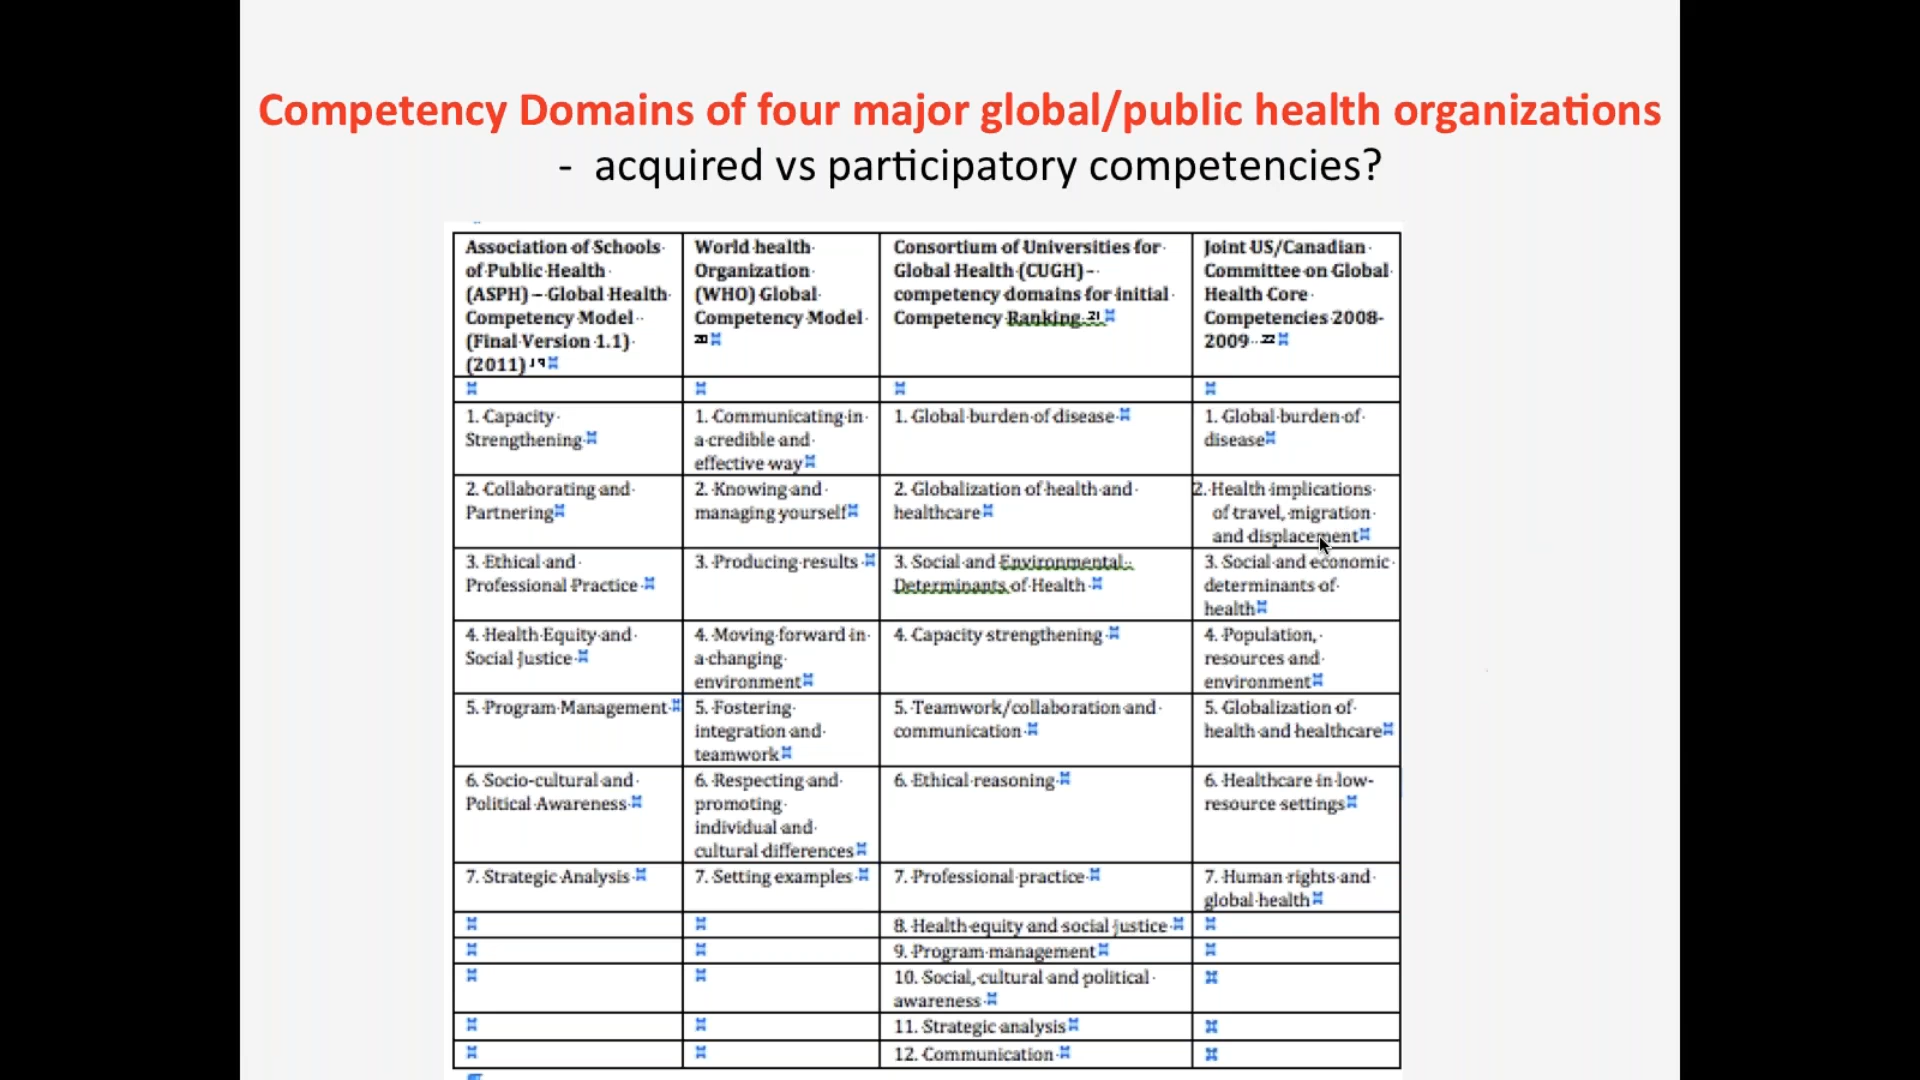 Competency Domains of four major global/public health organizations
- acquired vs participatory competencies?
Association of Schools
of Public Health
(ASPH) – Global Health
Competency Model
(Final Version 1.1)
(2011) 19
World health
Organization
(WHO) Global
Competency Model
20
Consortium of Universities for
Global Health (CUGH) –
competency domains for initial
Competency Ranking 21
Joint US/Canadian
Committee on Global
Health Core
Competencies 2008-
2009 22
1. Capacity
Strengthening
1. Communicating in
a credible and
effective way
1. Global burden of disease
1. Global burden of
disease
2. Collaborating and
Partnering
2. Knowing and
managing yourself
2. Globalization of health and
healthcare
2. Health implications
of travel, migration
and displacement
3. Ethical and
Professional Practice
3. Producing results
3. Social and Environmental
Determinants of Health
3. Social and economic
determinants of
health
4. Health Equity and
Social Justice
4. Moving forward in
a changing
environment
4. Capacity strengthening
4. Population,
resources and
environment
5. Program Management
5. Fostering
integration and
teamwork
5. Teamwork/collaboration and
communication
5. Globalization of
health and healthcare
6. Socio-cultural and
Political Awareness
6. Respecting and
promoting
individual and
cultural differences
6. Ethical reasoning
6. Healthcare in low-
resource settings
7. Strategic Analysis
7. Setting examples
7. Professional practice
7. Human rights and
global health
8. Health equity and social justice
9. Program management
10. Social, cultural and political
awareness
11. Strategic analysis
12. Communication